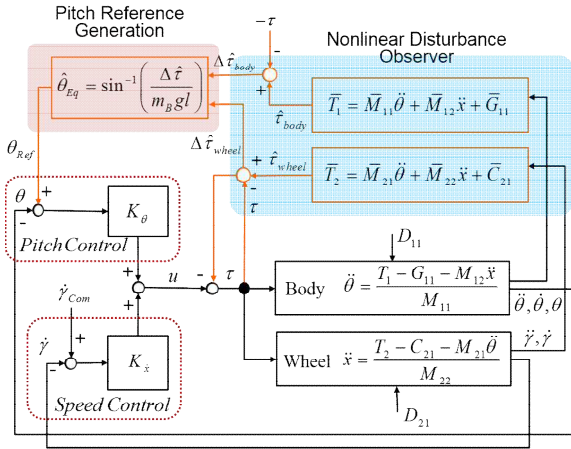 Pitch Reference
Generation
Nonlinear Disturbance
Observer
−τ
-
+
Δτ̂_body
τ̂_body
θ̂_Eq = sin⁻¹(Δτ̂ / m_B gl)
T̄₁ = M̄₁₁θ̈ + M̄₁₂ẍ + Ḡ₁₁
T̄₂ = M̄₂₁θ̈ + M̄₂₂ẍ + C̄₂₁
Δτ̂_wheel
+
τ̂_wheel
-
τ
θ_Ref
θ
+
-
K_θ
Pitch Control
D₁₁
+
u
-
τ
+
Body θ̈ = (T₁ − G₁₁ − M₁₂ẍ) / M₁₁
θ̈, θ̇, θ
γ̇_Com
γ̇
+
-
K_ẋ
Speed Control
Wheel ẍ = (T₂ − C₂₁ − M₂₁θ̈) / M₂₂
γ̈, γ̇
D₂₁